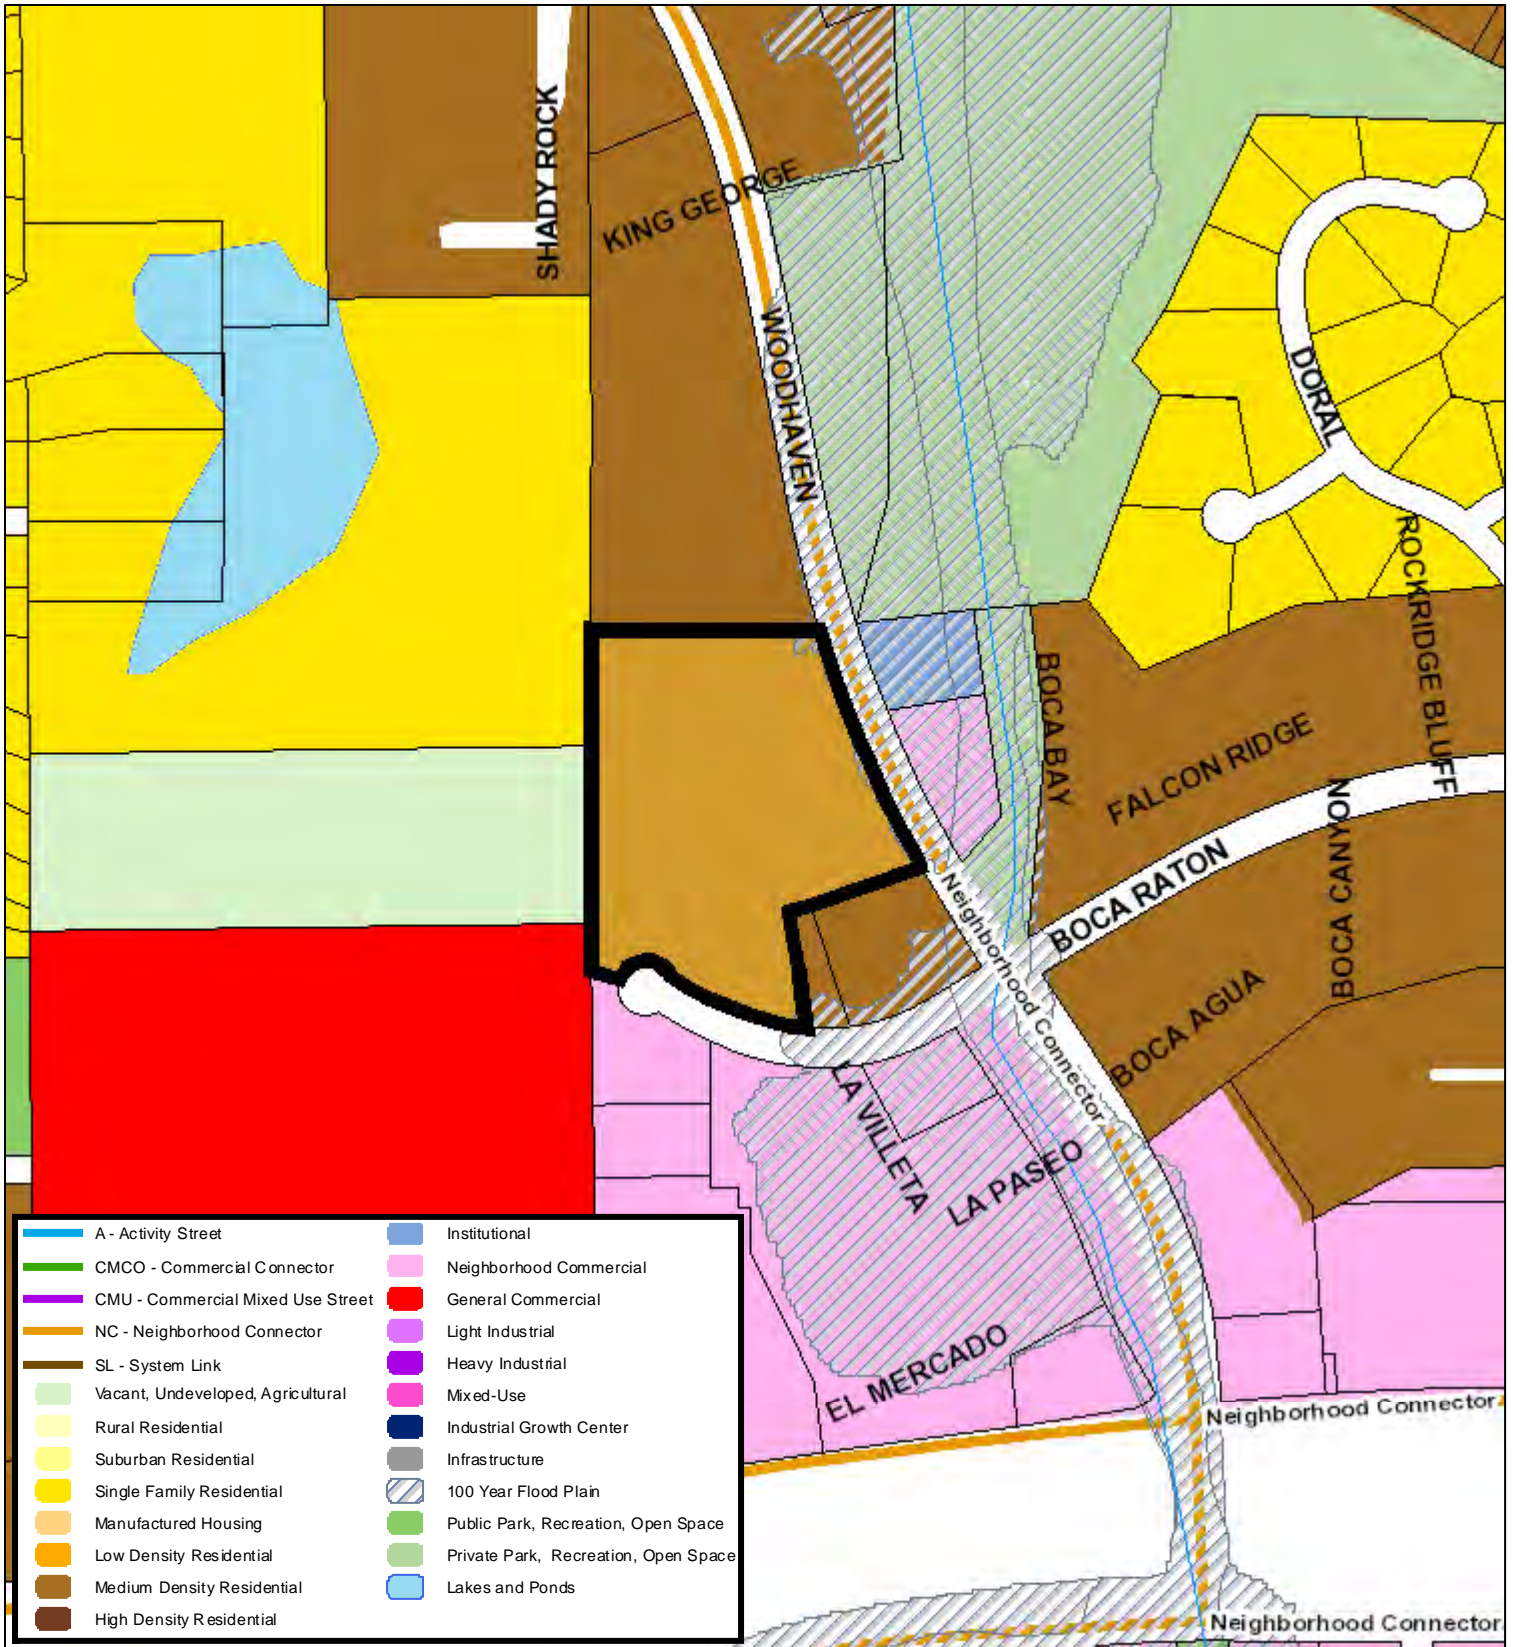 SHADY ROCK
KING GEORGE
WOODHAVEN
DORAL
ROCKRIDGE BLUFF
BOCA BAY
FALCON RIDGE
BOCA RATON
BOCA CANYON
Neighborhood Connector
BOCA AGUA
LA VILLETA
LA PASEO
EL MERCADO
Neighborhood Connector
Neighborhood Connector
A - Activity Street
CMCO - Commercial Connector
CMU - Commercial Mixed Use Street
NC - Neighborhood Connector
SL - System Link
Vacant, Undeveloped, Agricultural
Rural Residential
Suburban Residential
Single Family Residential
Manufactured Housing
Low Density Residential
Medium Density Residential
High Density Residential
Institutional
Neighborhood Commercial
General Commercial
Light Industrial
Heavy Industrial
Mixed-Use
Industrial Growth Center
Infrastructure
100 Year Flood Plain
Public Park, Recreation, Open Space
Private Park, Recreation, Open Space
Lakes and Ponds